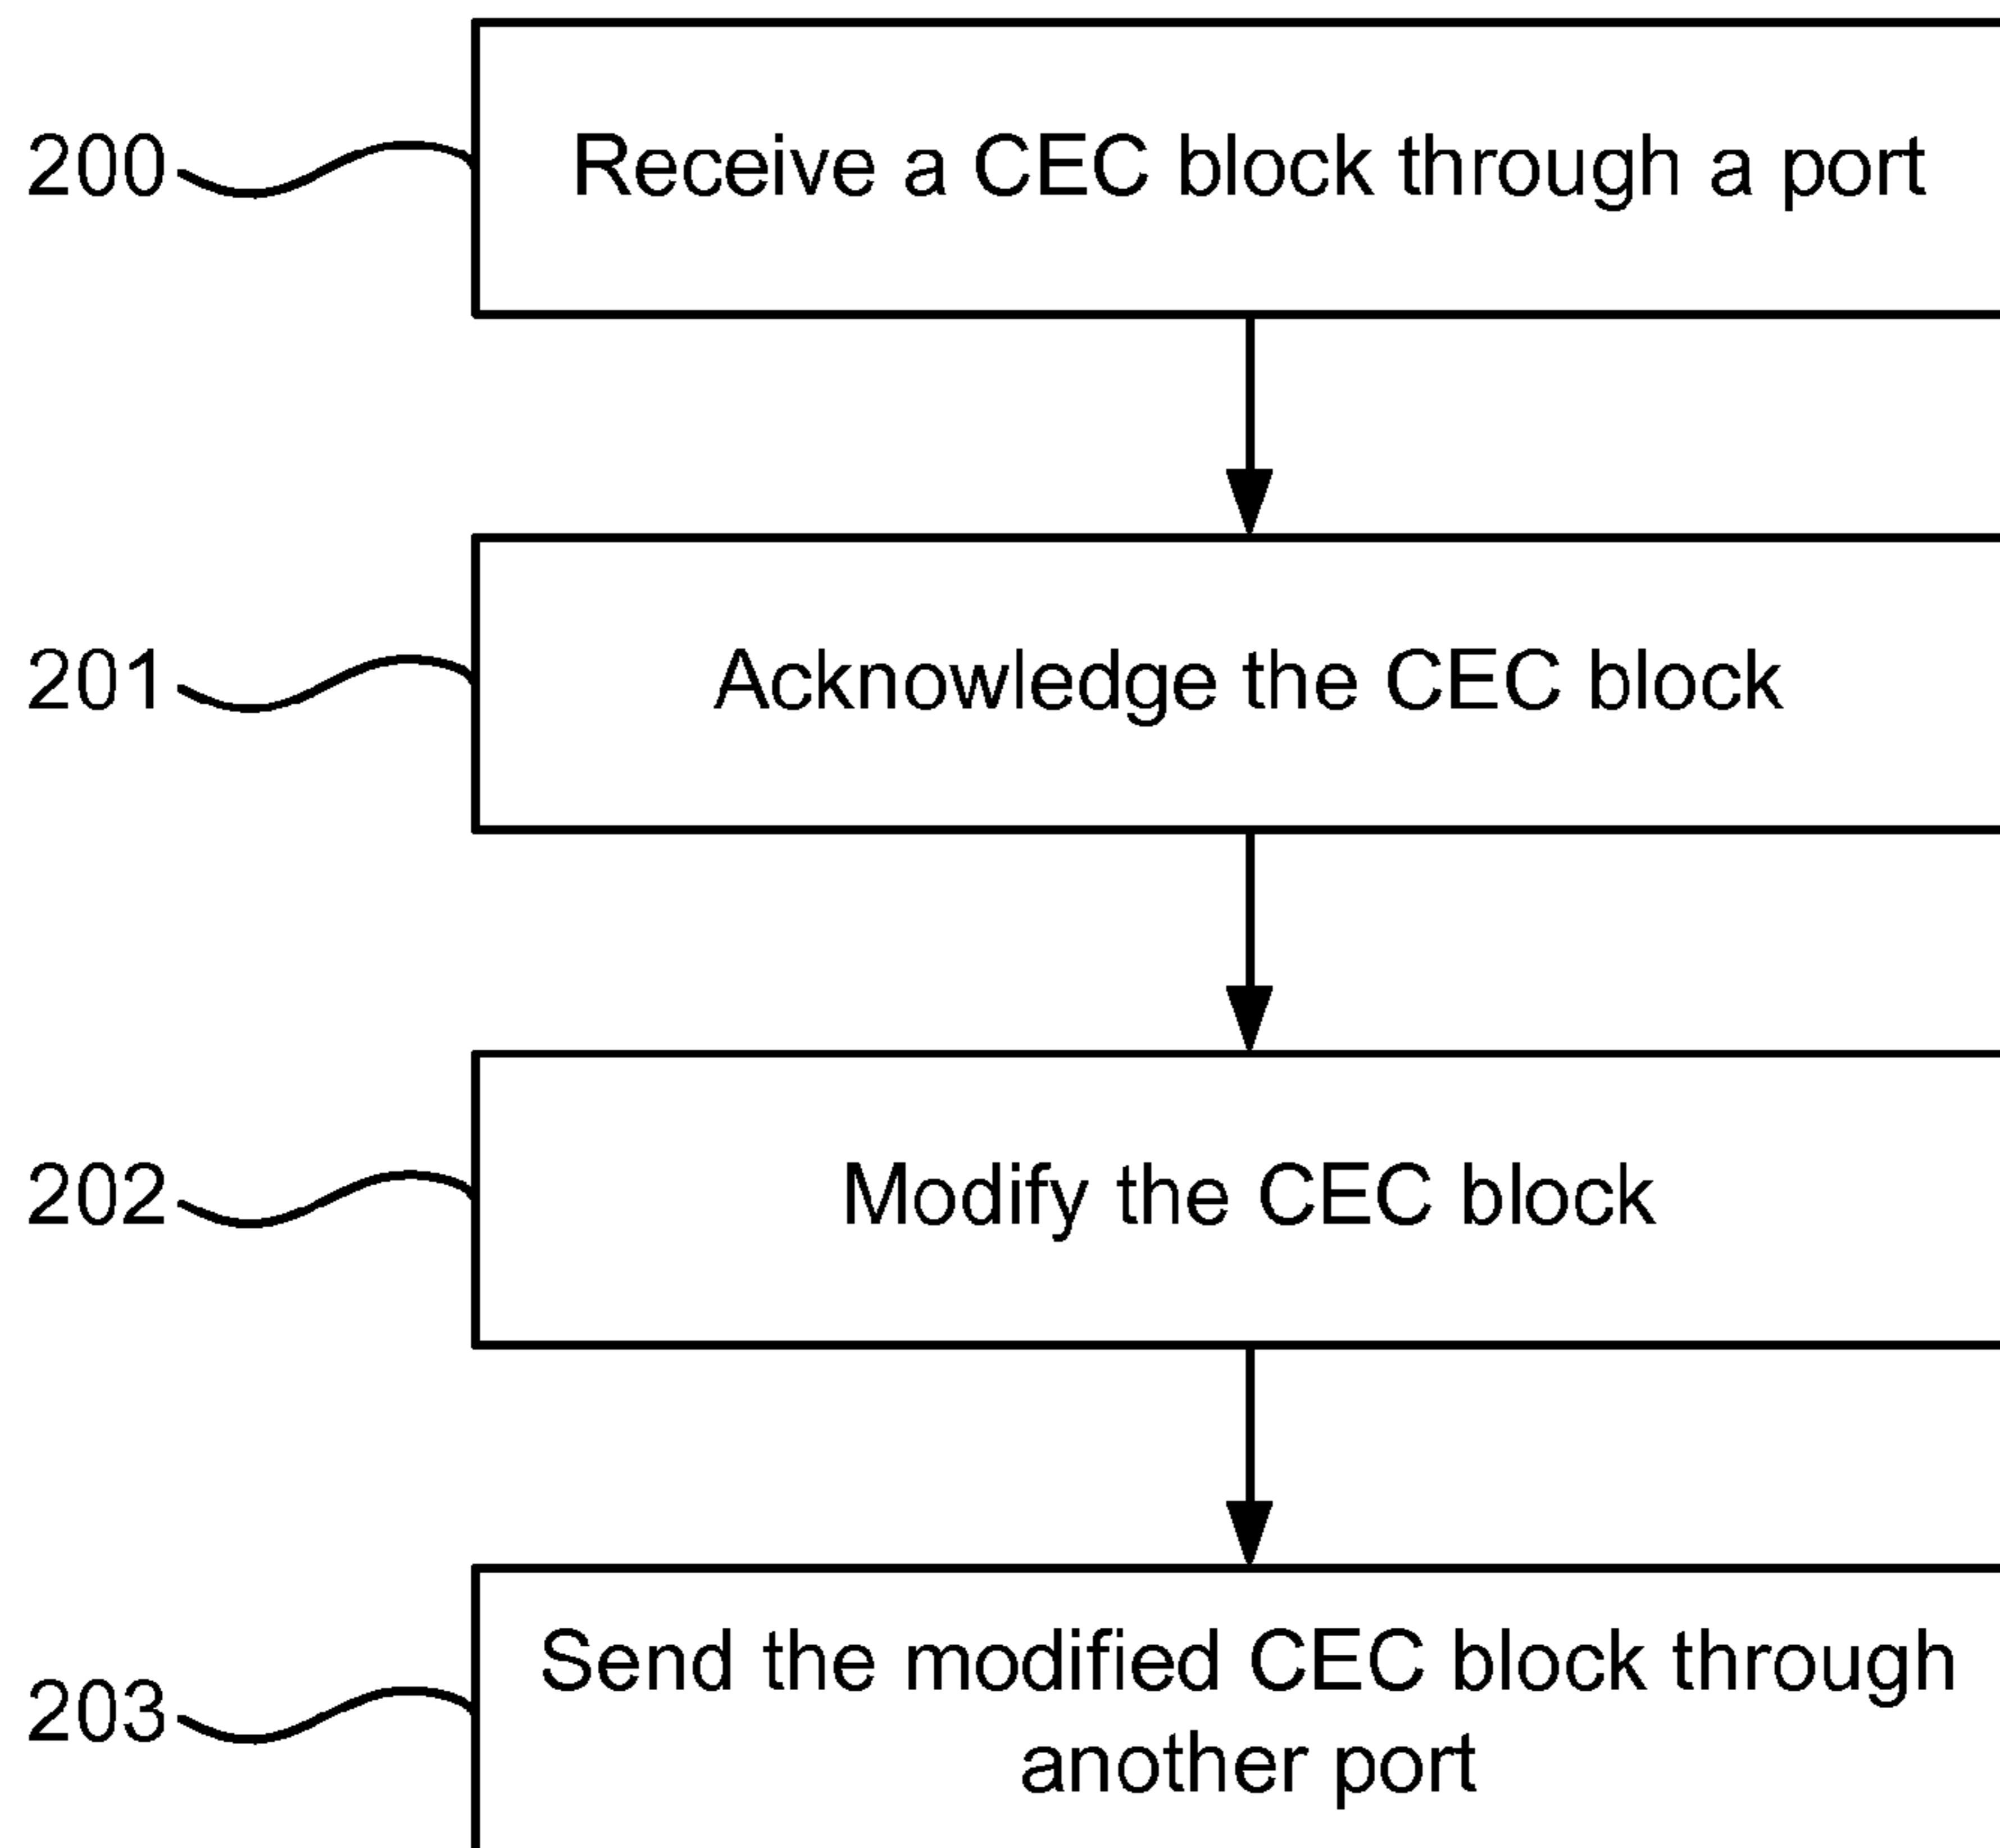 200
Receive a CEC block through a port
201
Acknowledge the CEC block
202
Modify the CEC block
203
Send the modified CEC block through
another port